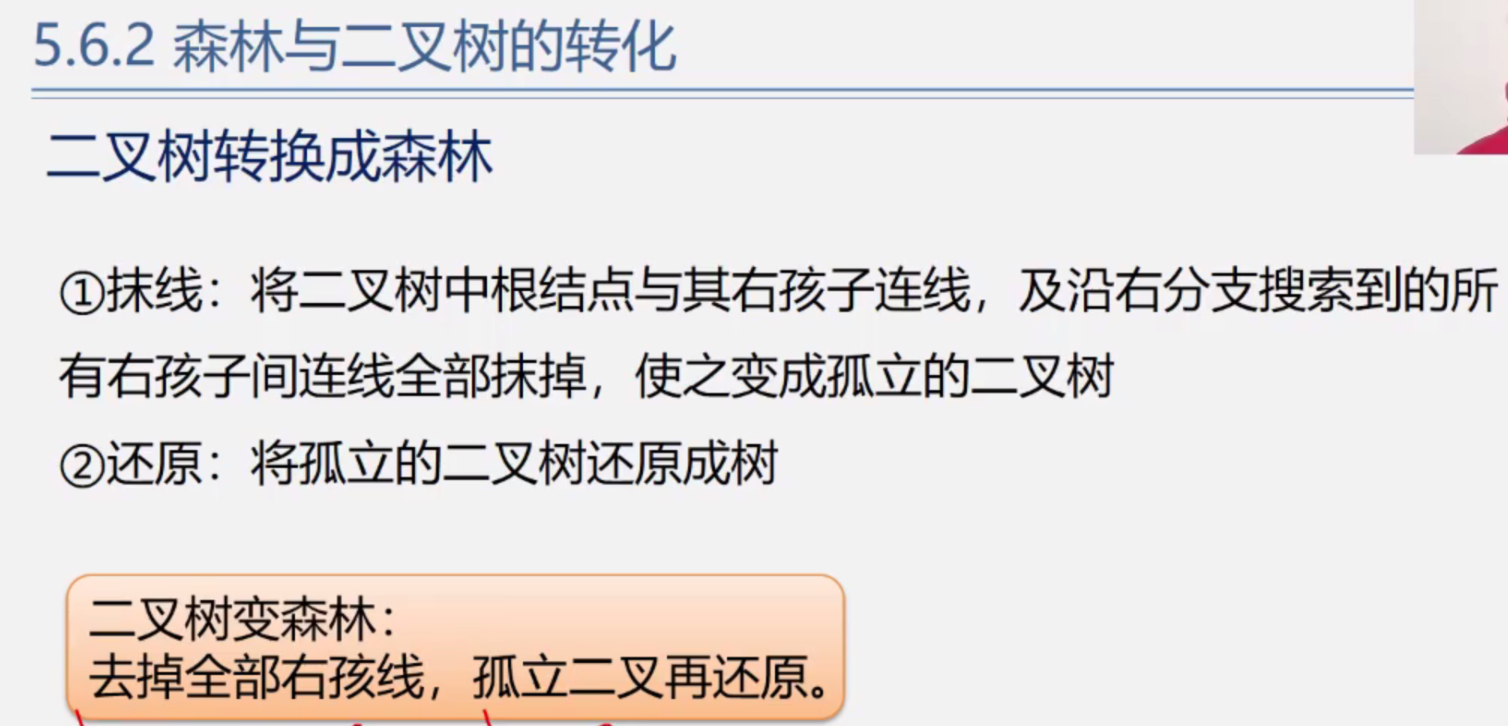 5.6.2 森林与二叉树的转化
二叉树转换成森林
①抹线：将二叉树中根结点与其右孩子连线，及沿右分支搜索到的所
有右孩子间连线全部抹掉，使之变成孤立的二叉树
②还原：将孤立的二叉树还原成树
二叉树变森林：
去掉全部右孩线，孤立二叉再还原。